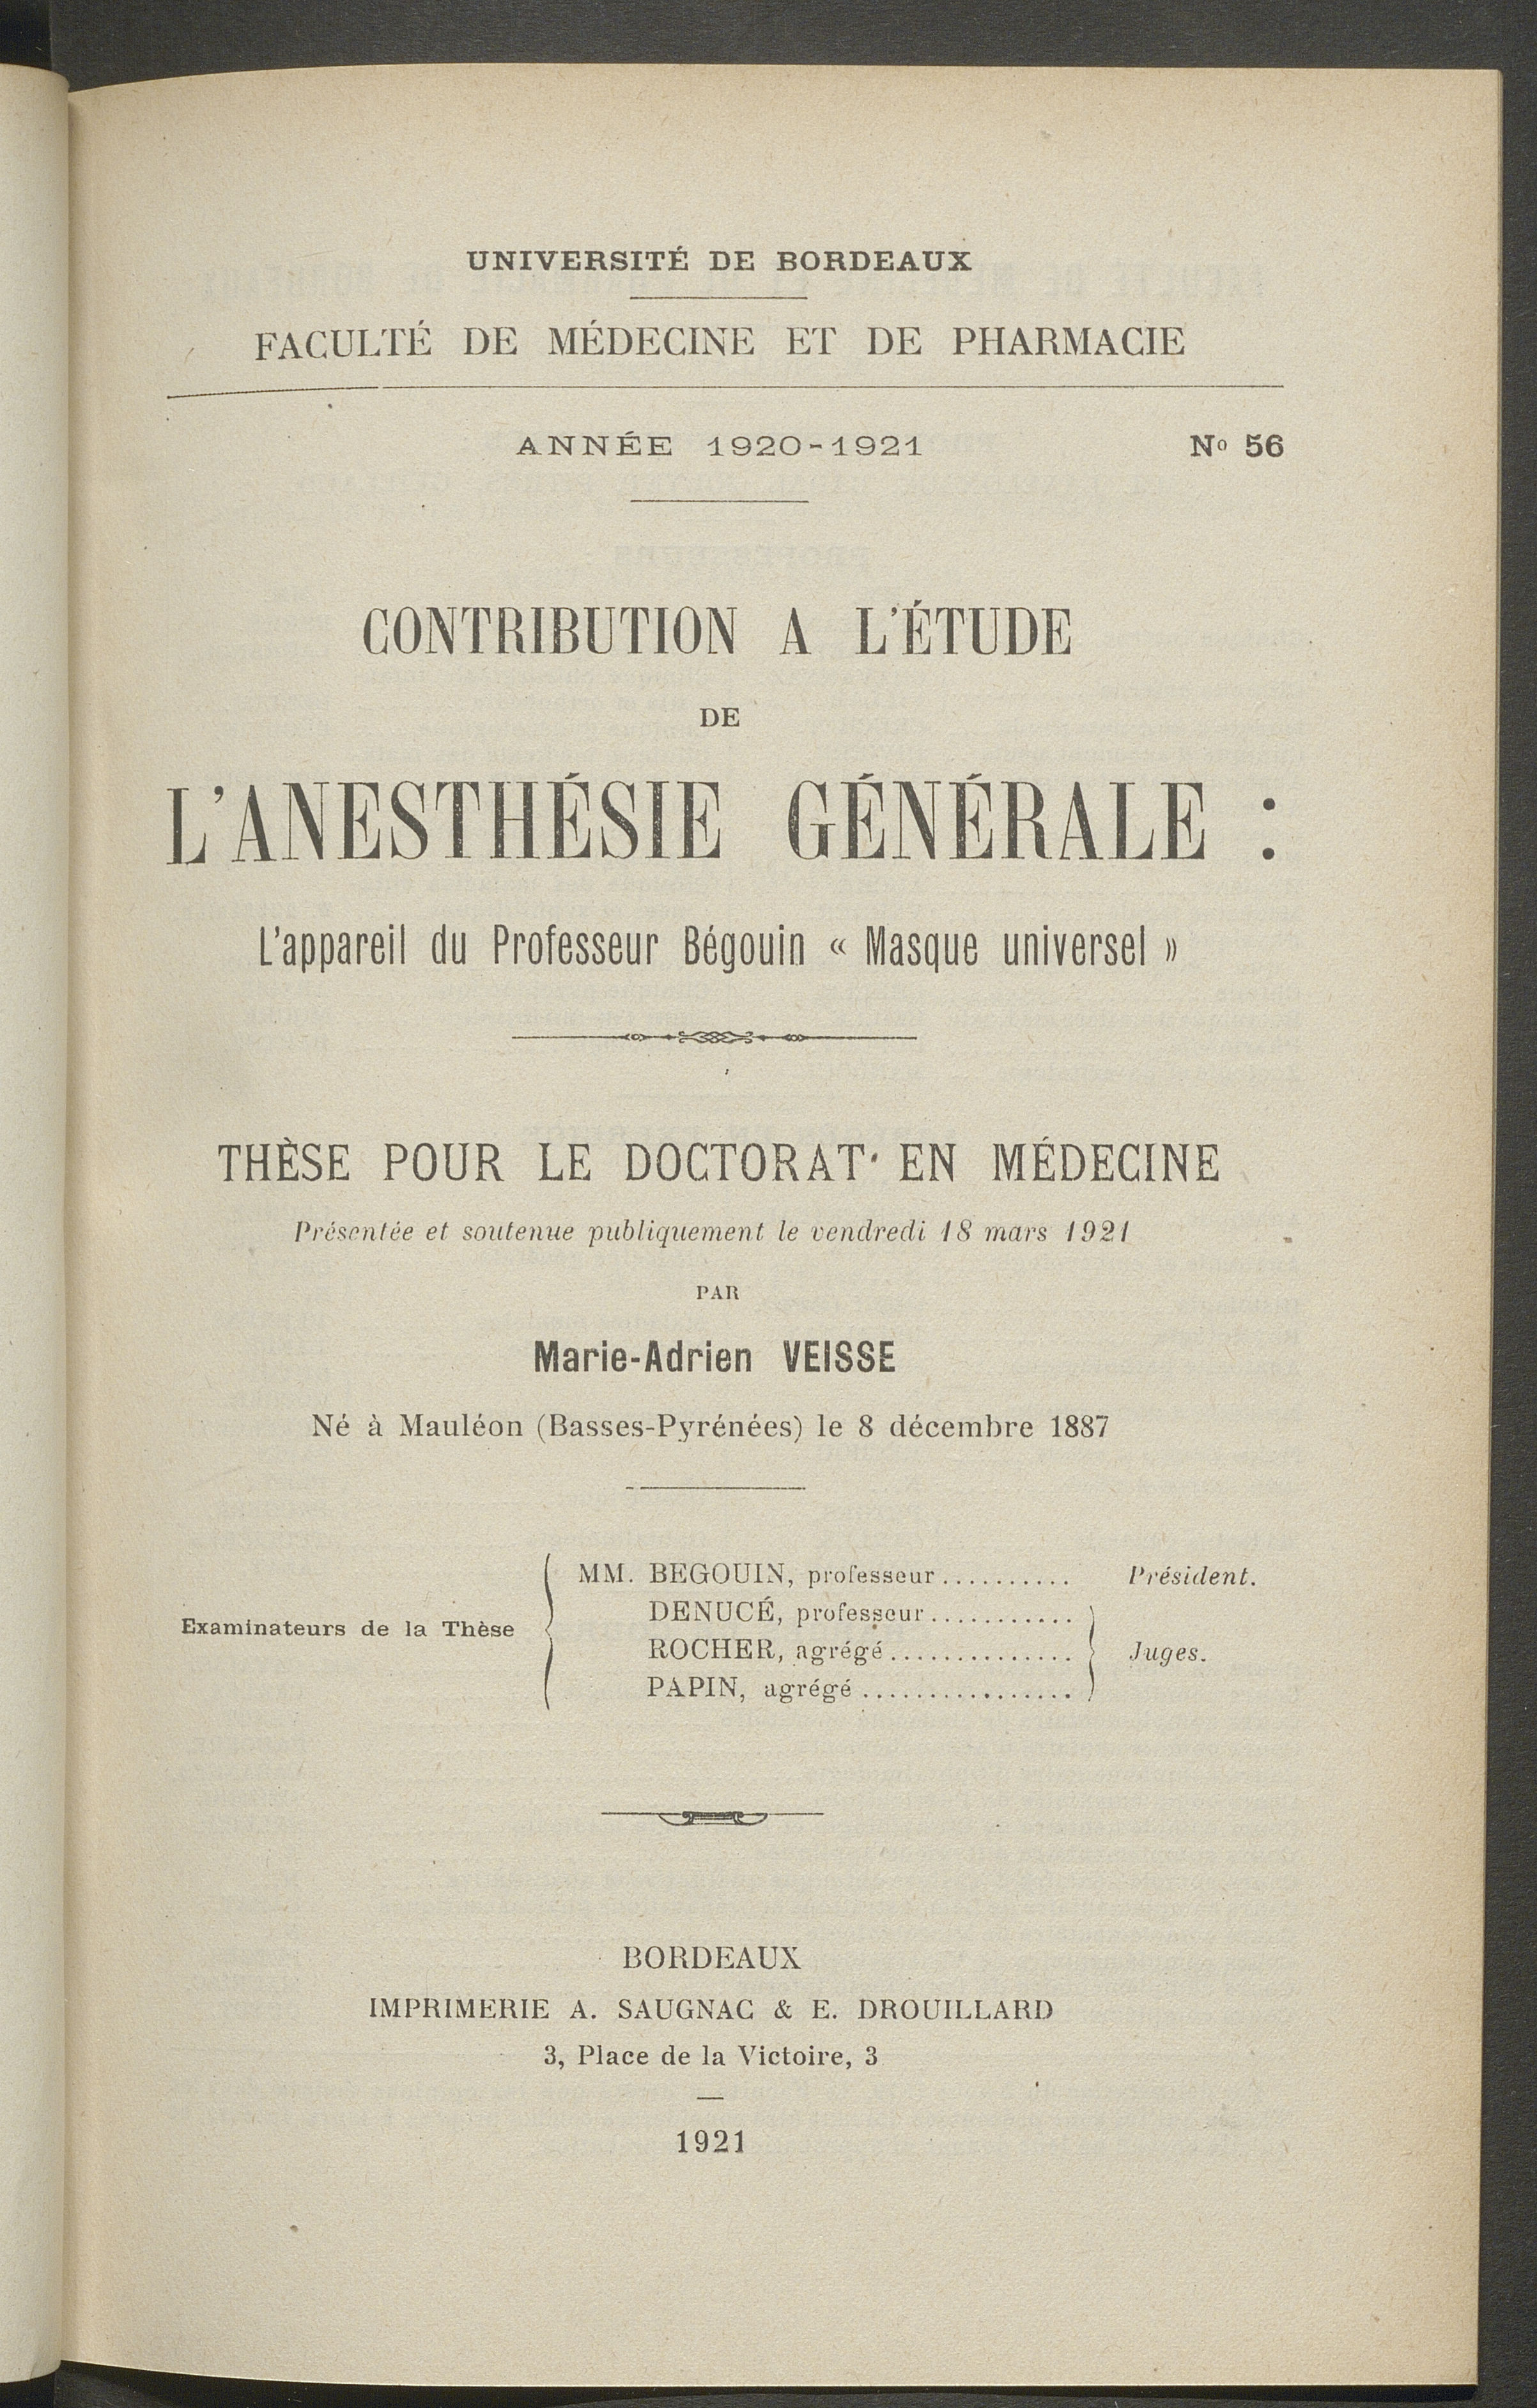 UNIVERSITÉ DE BORDEAUX
FACULTÉ DE MÉDECINE ET DE PHARMACIE
ANNÉE 1920-1921 No 56
CONTRIBUTION A L'ÉTUDE
DE
L'ANESTHÉSIE GÉNÉRALE :
L'appareil du Professeur Bégouin « Masque universel »
THÈSE POUR LE DOCTORAT EN MÉDECINE
Présentée et soutenue publiquement le vendredi 18 mars 1921
PAR
Marie-Adrien VEISSE
Né à Mauléon (Basses-Pyrénées) le 8 décembre 1887
Examinateurs de la Thèse
MM. BEGOUIN, professeur.......... Président.
DENUCÉ, professeur...........
ROCHER, agrégé.............. Juges.
PAPIN, agrégé ................
BORDEAUX
IMPRIMERIE A. SAUGNAC & E. DROUILLARD
3, Place de la Victoire, 3
1921